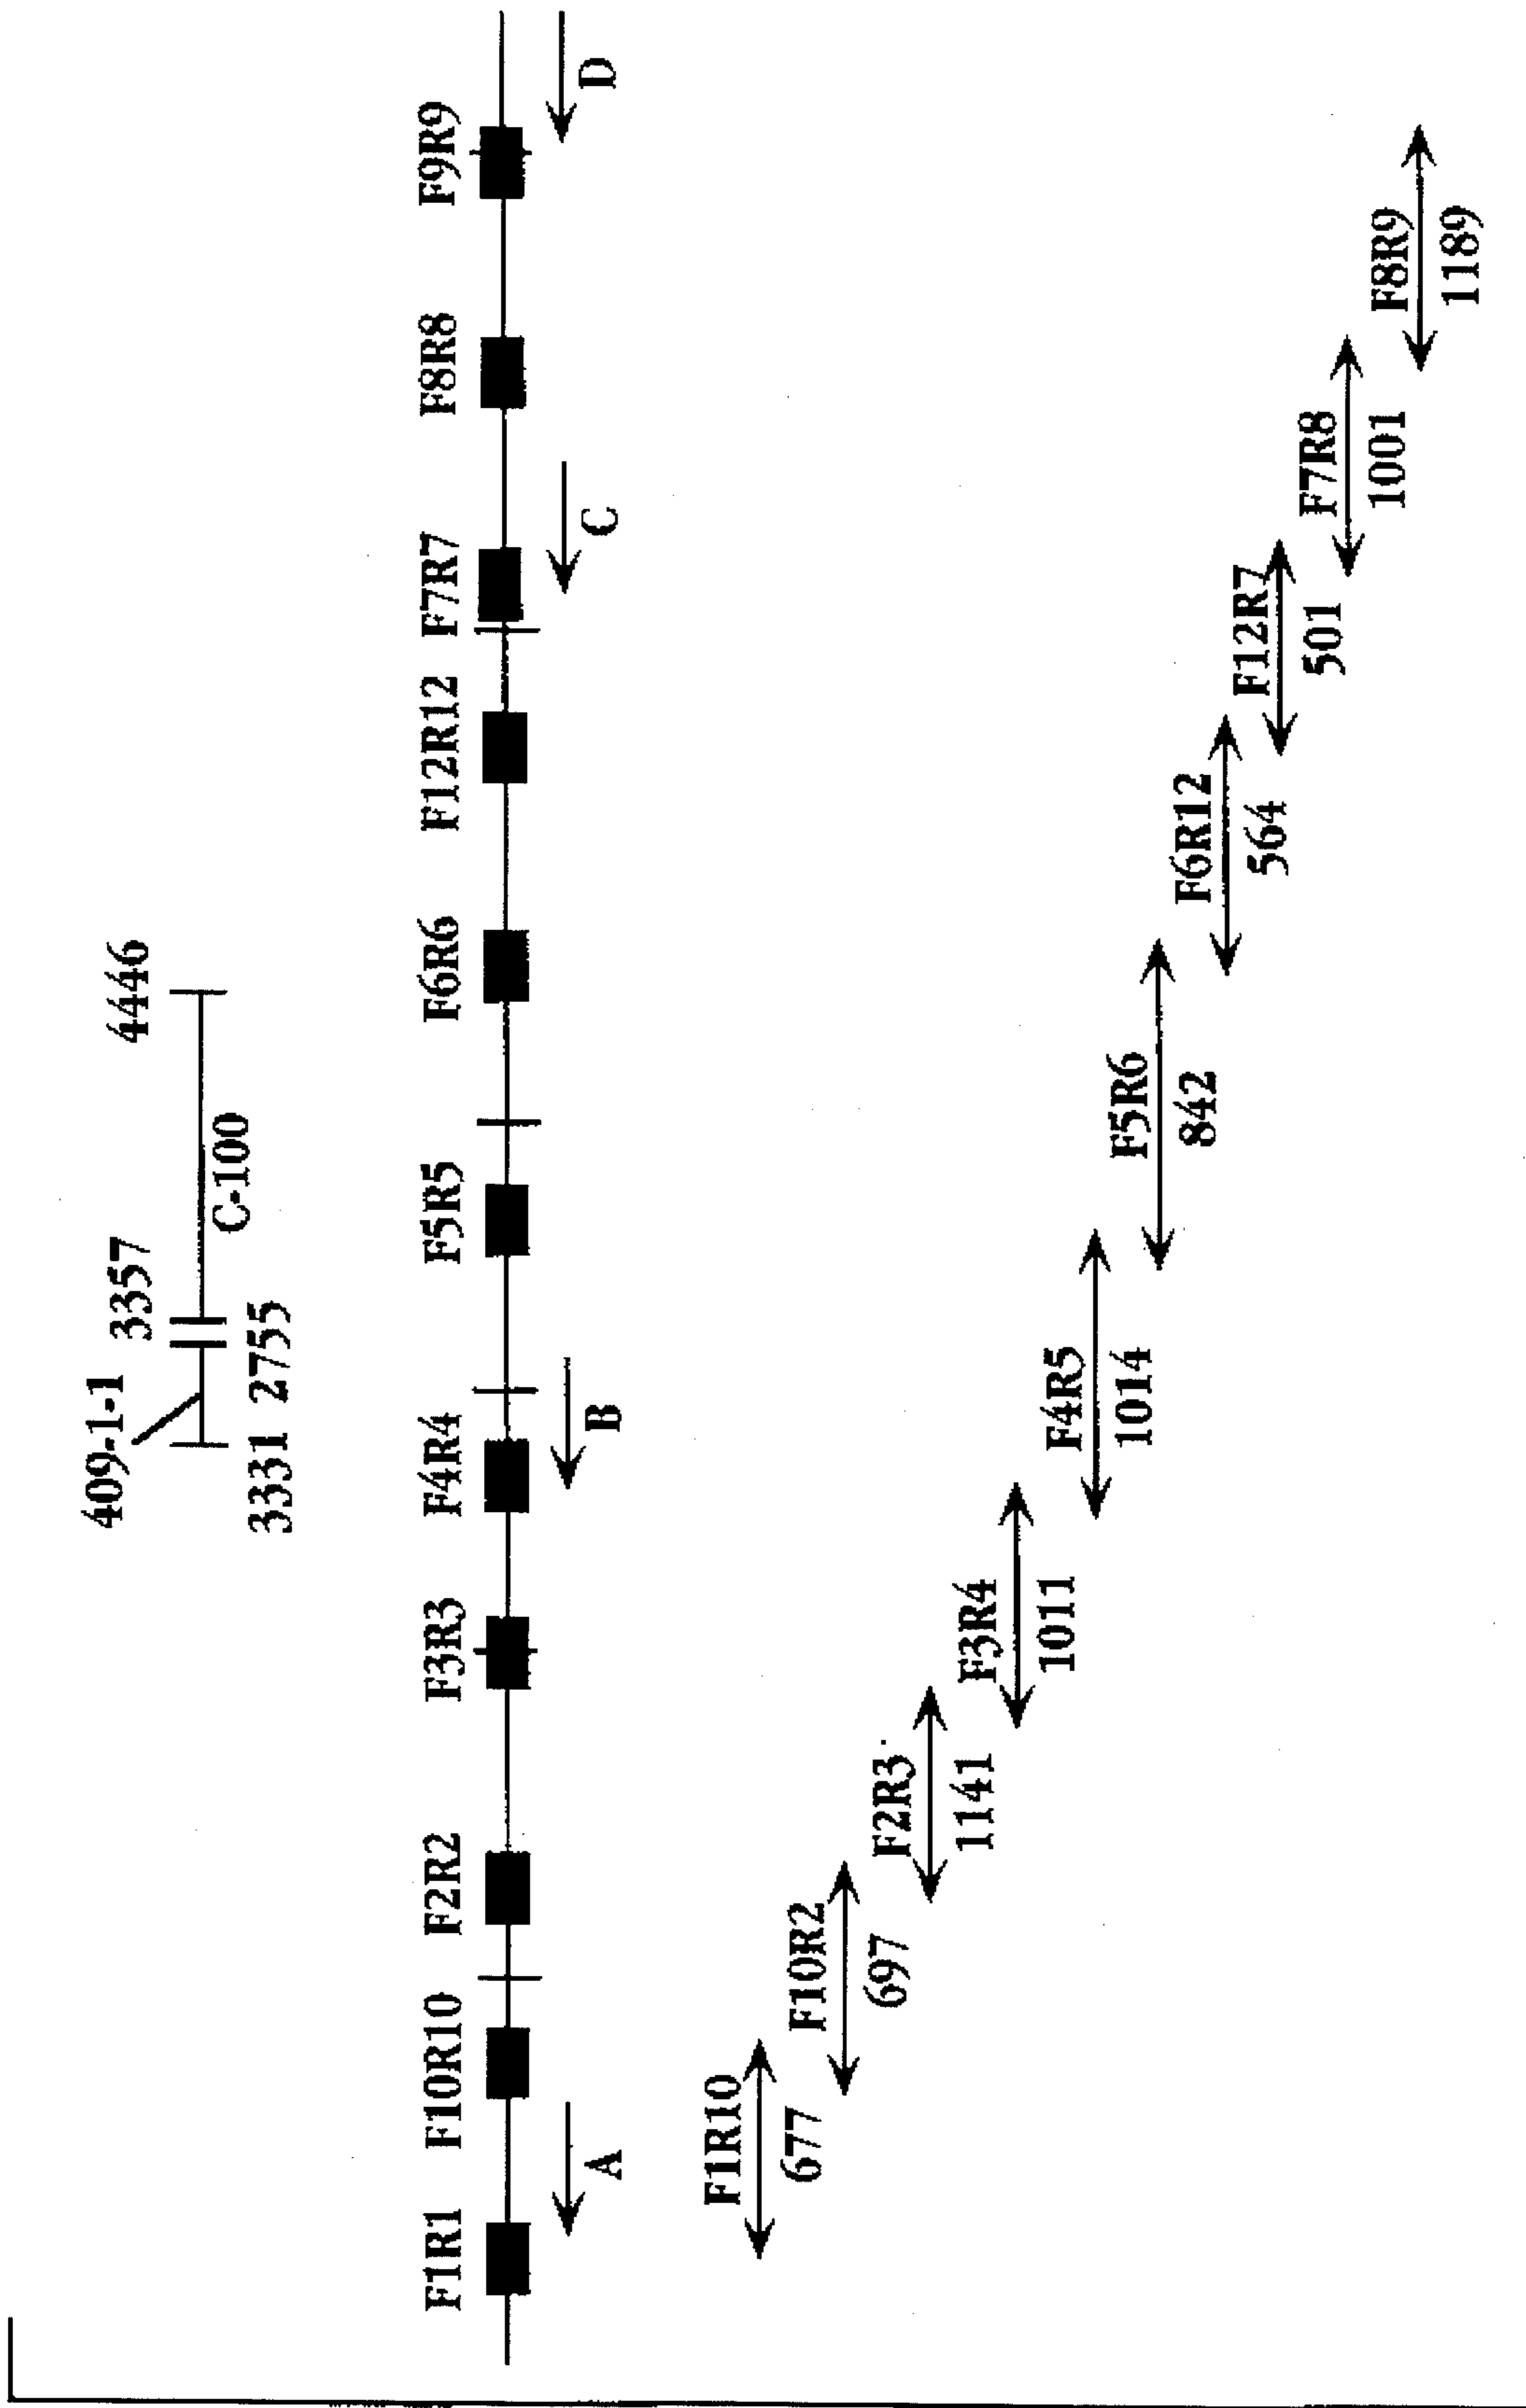 409-1-1 3357 4446
C-100
3331 2755
F1R1 F10R10 F2R2 F3R3 F4R4 F5R5 F6R6 F12R12 F7R7 F8R8 F9R9
A B C D
F1R10
677
F10R2
697
F2R3
1141
F3R4
1011
F4R5
1014
F5R6
842
F6R12
564
F12R7
501
F7R8
1001
F8R9
1189